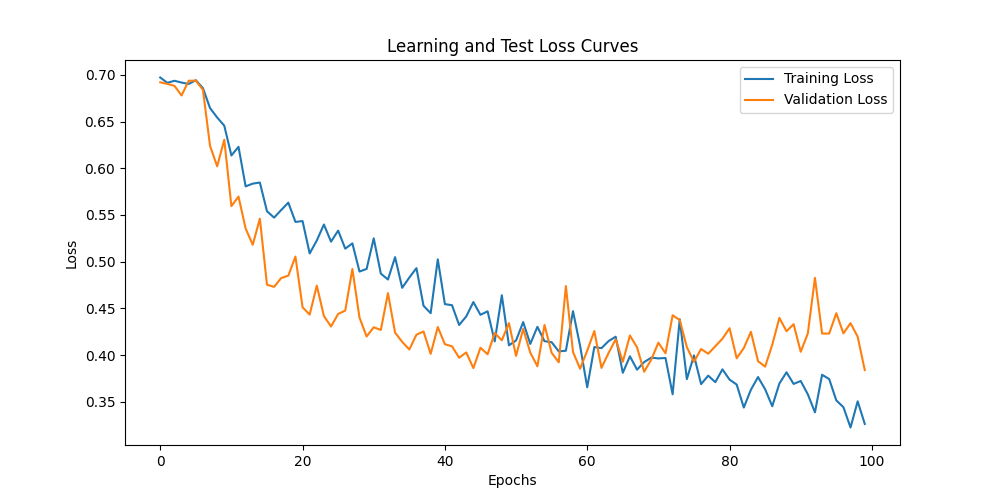 Learning and Test Loss Curves
Training Loss
Validation Loss
0.70
0.65
0.60
0.55
0.50
0.45
0.40
0.35
Loss
0 20 40 60 80 100
Epochs